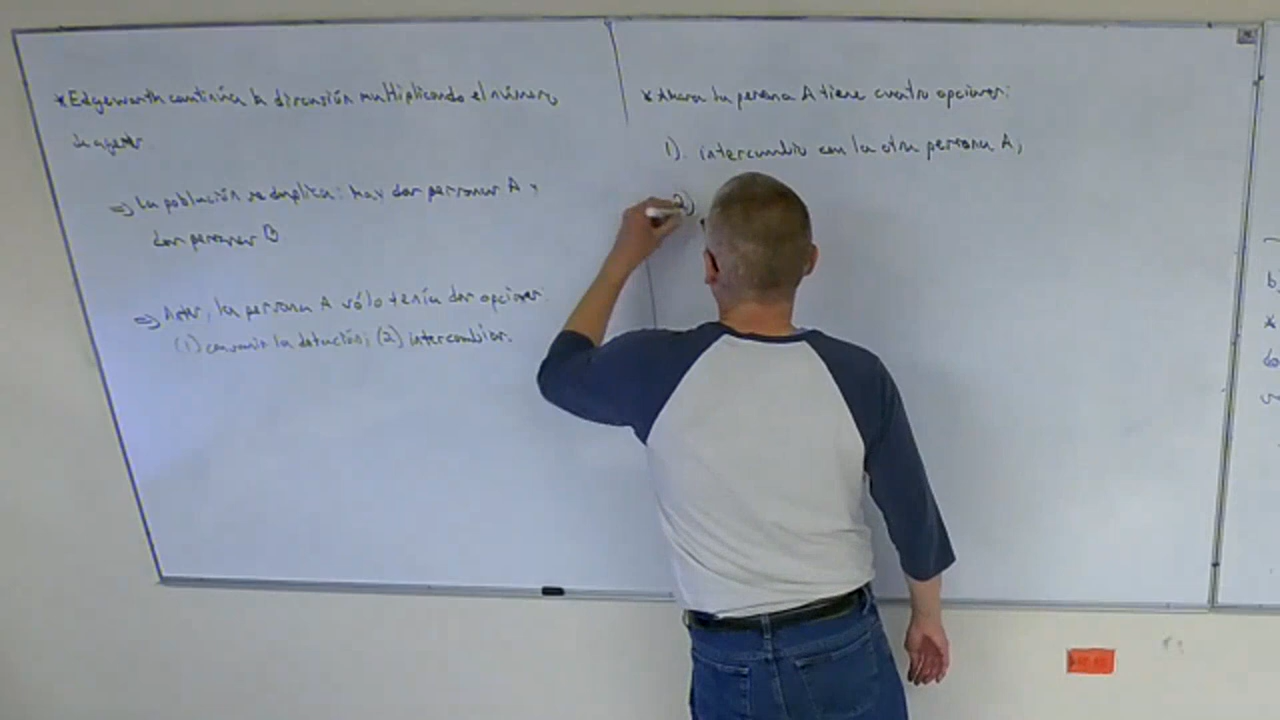 * Edgeworth continúa la discusión multiplicando el número
de agentes.
=> La población se duplica: hay dos personas A y
dos personas B
=> Antes, la persona A sólo tenía dos opciones:
(1) consumir la dotación; (2) intercambiar.
* Ahora la persona A tiene cuatro opciones:
1). intercambio con la otra persona A,
2)